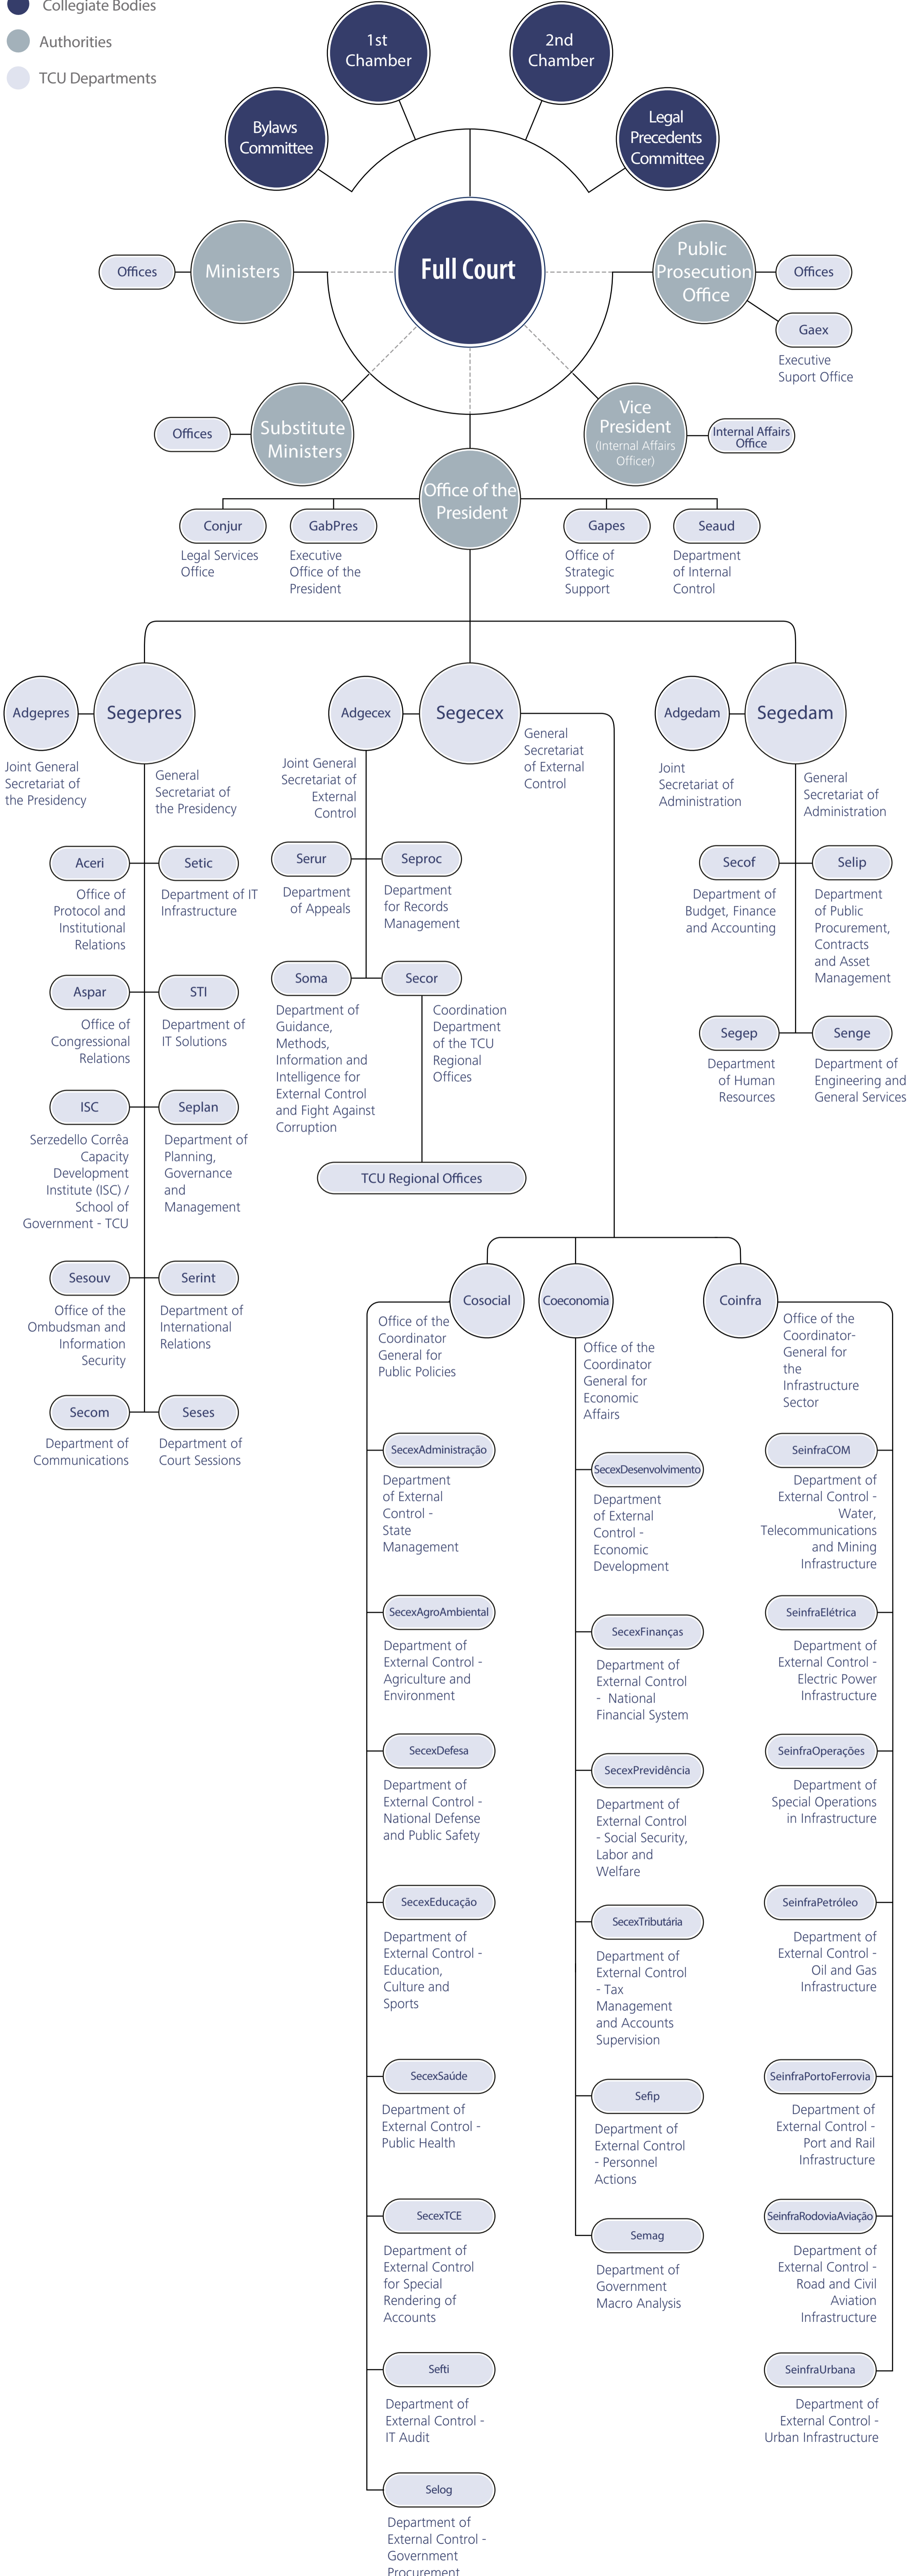 Collegiate Bodies
Authorities
TCU Departments
1st
Chamber
2nd
Chamber
Bylaws
Committee
Legal
Precedents
Committee
Full Court
Offices
Ministers
Public
Prosecution
Office
Offices
Gaex
Executive
Suport Office
Offices
Substitute
Ministers
Vice
President
(Internal Affairs
Officer)
Internal Affairs
Office
Office of the
President
Conjur
Legal Services
Office
GabPres
Executive
Office of the
President
Gapes
Office of
Strategic
Support
Seaud
Department
of Internal
Control
Adgepres
Joint General
Secretariat of
the Presidency
Segepres
General
Secretariat of
the Presidency
Adgecex
Joint General
Secretariat of
External
Control
Segecex
General
Secretariat
of External
Control
Adgedam
Joint
Secretariat of
Administration
Segedam
General
Secretariat of
Administration
Aceri
Office of
Protocol and
Institutional
Relations
Setic
Department of IT
Infrastructure
Aspar
Office of
Congressional
Relations
STI
Department of
IT Solutions
ISC
Serzedello Corrêa
Capacity
Development
Institute (ISC) /
School of
Government - TCU
Seplan
Department of
Planning,
Governance
and
Management
Sesouv
Office of the
Ombudsman and
Information
Security
Serint
Department of
International
Relations
Secom
Department of
Communications
Seses
Department of
Court Sessions
Serur
Department
of Appeals
Seproc
Department
for Records
Management
Soma
Department of
Guidance,
Methods,
Information and
Intelligence for
External Control
and Fight Against
Corruption
Secor
Coordination
Department
of the TCU
Regional
Offices
TCU Regional Offices
Secof
Department of
Budget, Finance
and Accounting
Selip
Department
of Public
Procurement,
Contracts
and Asset
Management
Segep
Department
of Human
Resources
Senge
Department of
Engineering and
General Services
Cosocial
Office of the
Coordinator
General for
Public Policies
Coeconomia
Office of the
Coordinator
General for
Economic
Affairs
Coinfra
Office of the
Coordinator-
General for
the
Infrastructure
Sector
SecexAdministração
Department
of External
Control -
State
Management
SecexAgroAmbiental
Department of
External Control -
Agriculture and
Environment
SecexDefesa
Department of
External Control -
National Defense
and Public Safety
SecexEducação
Department of
External Control -
Education,
Culture and
Sports
SecexSaúde
Department of
External Control -
Public Health
SecexTCE
Department of
External Control
for Special
Rendering of
Accounts
Sefti
Department of
External Control -
IT Audit
Selog
Department of
External Control -
Government
Procurement
SecexDesenvolvimento
Department
of External
Control -
Economic
Development
SecexFinanças
Department of
External Control
- National
Financial System
SecexPrevidência
Department of
External Control
- Social Security,
Labor and
Welfare
SecexTributária
Department of
External Control
- Tax
Management
and Accounts
Supervision
Sefip
Department of
External Control
- Personnel
Actions
Semag
Department of
Government
Macro Analysis
SeinfraCOM
Department of
External Control -
Water,
Telecommunications
and Mining
Infrastructure
SeinfraElétrica
Department of
External Control -
Electric Power
Infrastructure
SeinfraOperações
Department of
Special Operations
in Infrastructure
SeinfraPetróleo
Department of
External Control -
Oil and Gas
Infrastructure
SeinfraPortoFerrovia
Department of
External Control -
Port and Rail
Infrastructure
SeinfraRodoviaAviação
Department of
External Control -
Road and Civil
Aviation
Infrastructure
SeinfraUrbana
Department of
External Control -
Urban Infrastructure